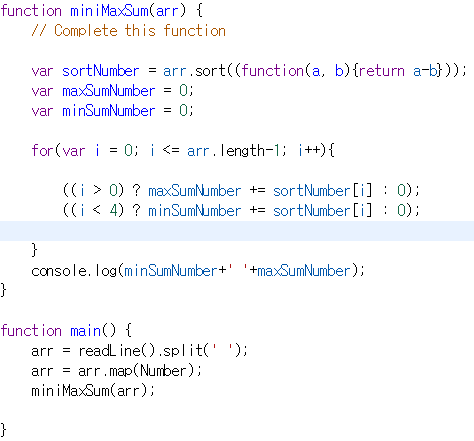 function miniMaxSum(arr) {
    // Complete this function
    var sortNumber = arr.sort((function(a, b){return a-b}));
    var maxSumNumber = 0;
    var minSumNumber = 0;
    for(var i = 0; i <= arr.length-1; i++){
        ((i > 0) ? maxSumNumber += sortNumber[i] : 0);
        ((i < 4) ? minSumNumber += sortNumber[i] : 0);
    }
    console.log(minSumNumber+' '+maxSumNumber);
}
function main() {
    arr = readLine().split(' ');
    arr = arr.map(Number);
    miniMaxSum(arr);
}